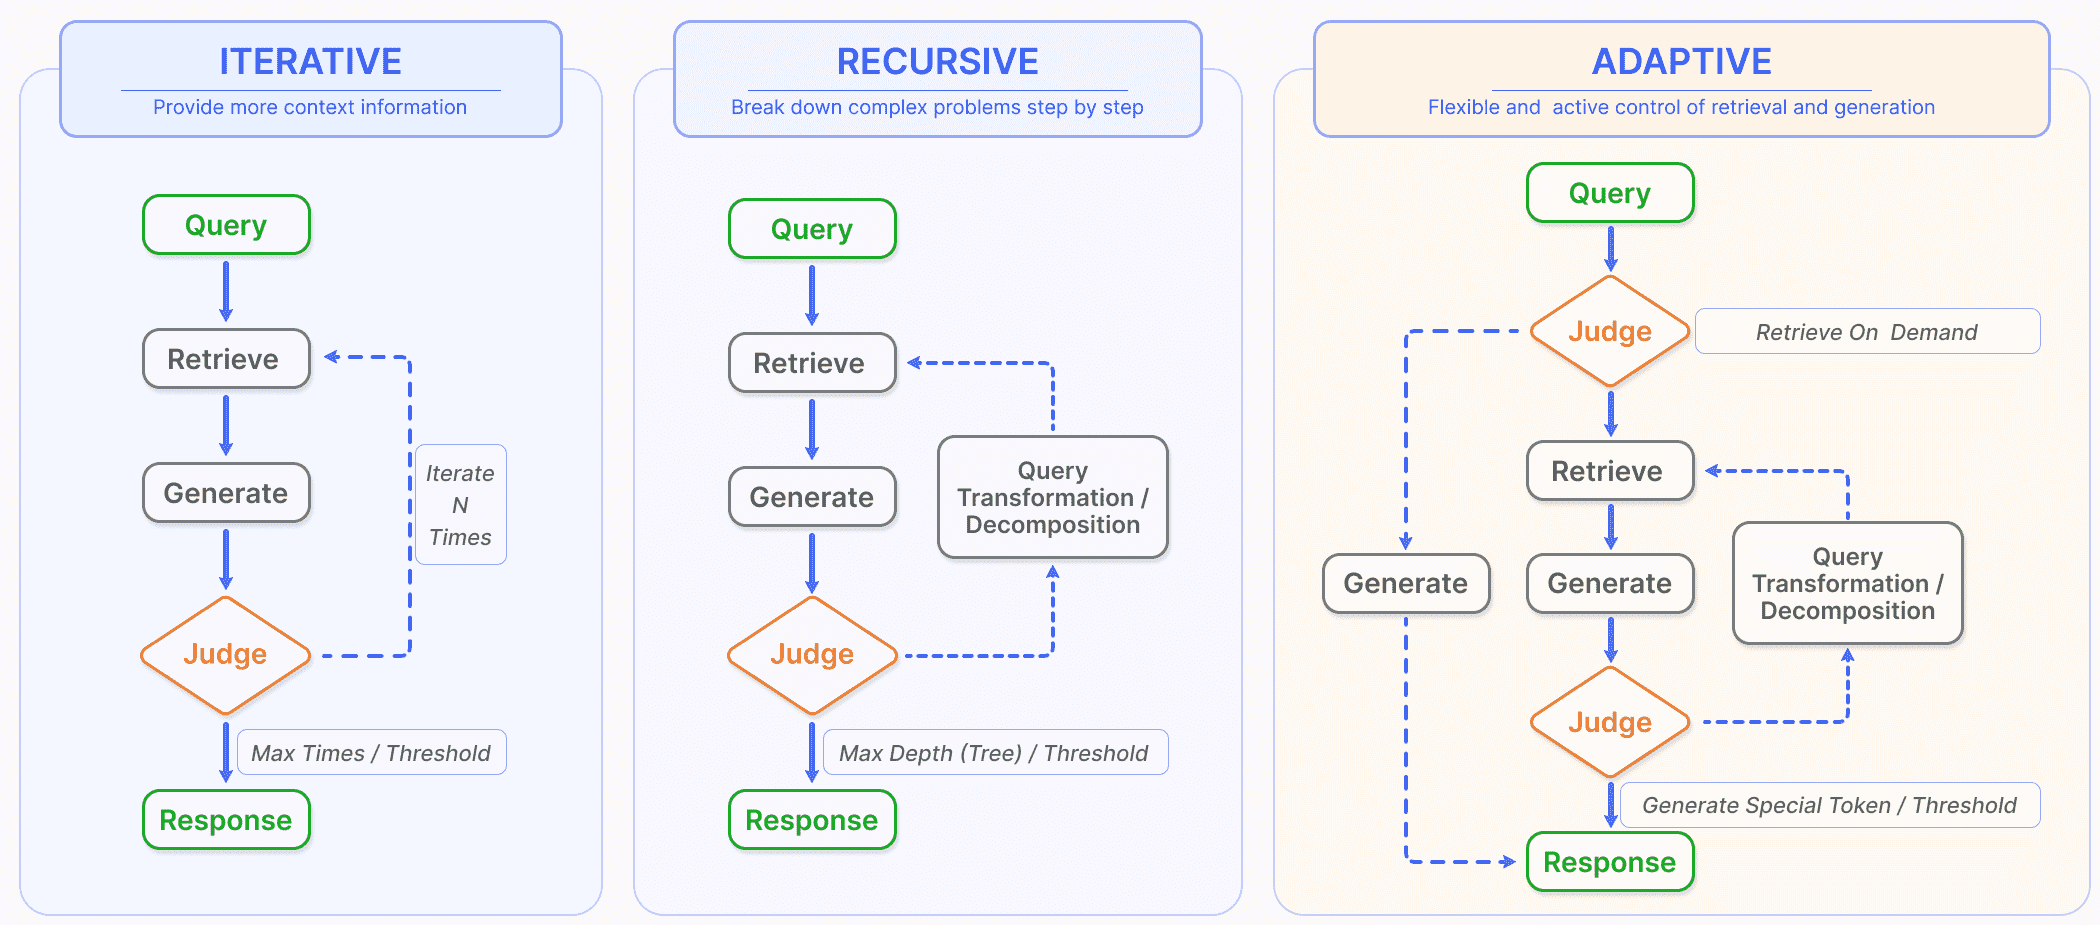 ITERATIVE
Provide more context information
Query
Retrieve
Generate
Iterate
N
Times
Judge
Max Times / Threshold
Response
RECURSIVE
Break down complex problems step by step
Query
Retrieve
Generate
Query
Transformation /
Decomposition
Judge
Max Depth (Tree) / Threshold
Response
ADAPTIVE
Flexible and active control of retrieval and generation
Query
Judge
Retrieve On Demand
Retrieve
Generate
Generate
Query
Transformation /
Decomposition
Judge
Generate Special Token / Threshold
Response